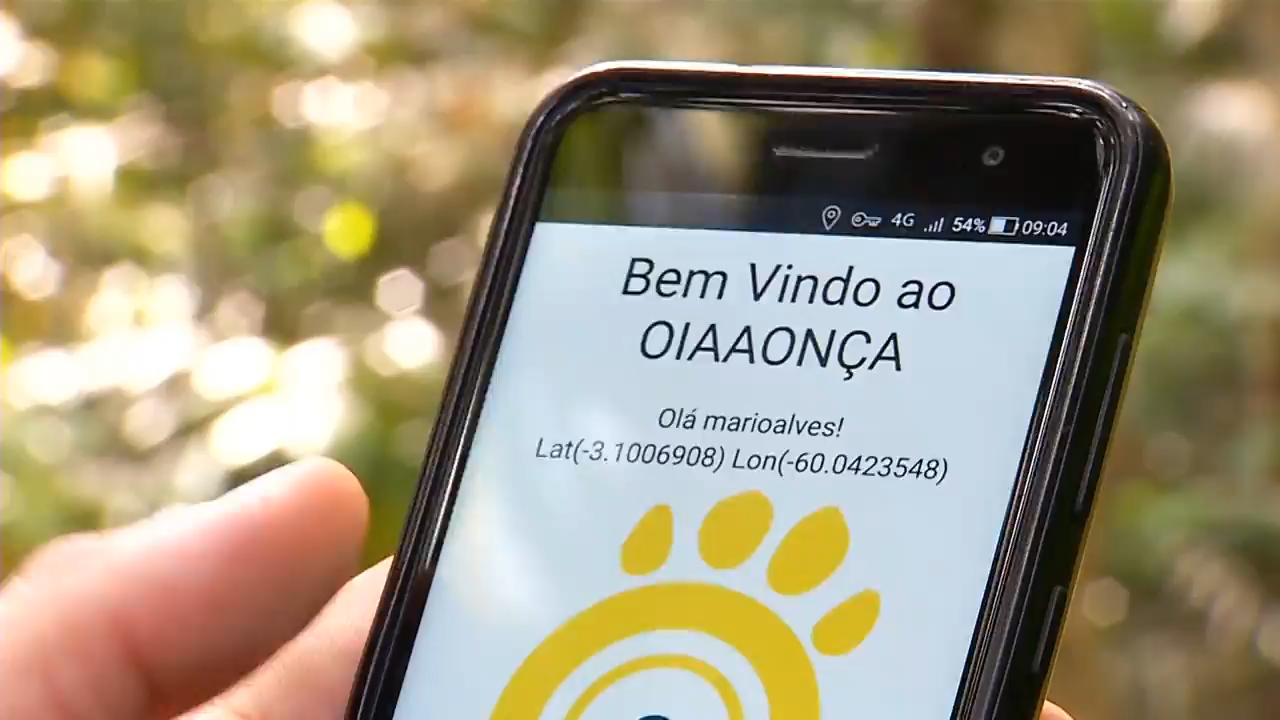 4G 54% 09:04
Bem Vindo ao
OIAAONÇA
Olá marioalves!
Lat(-3.1006908) Lon(-60.0423548)